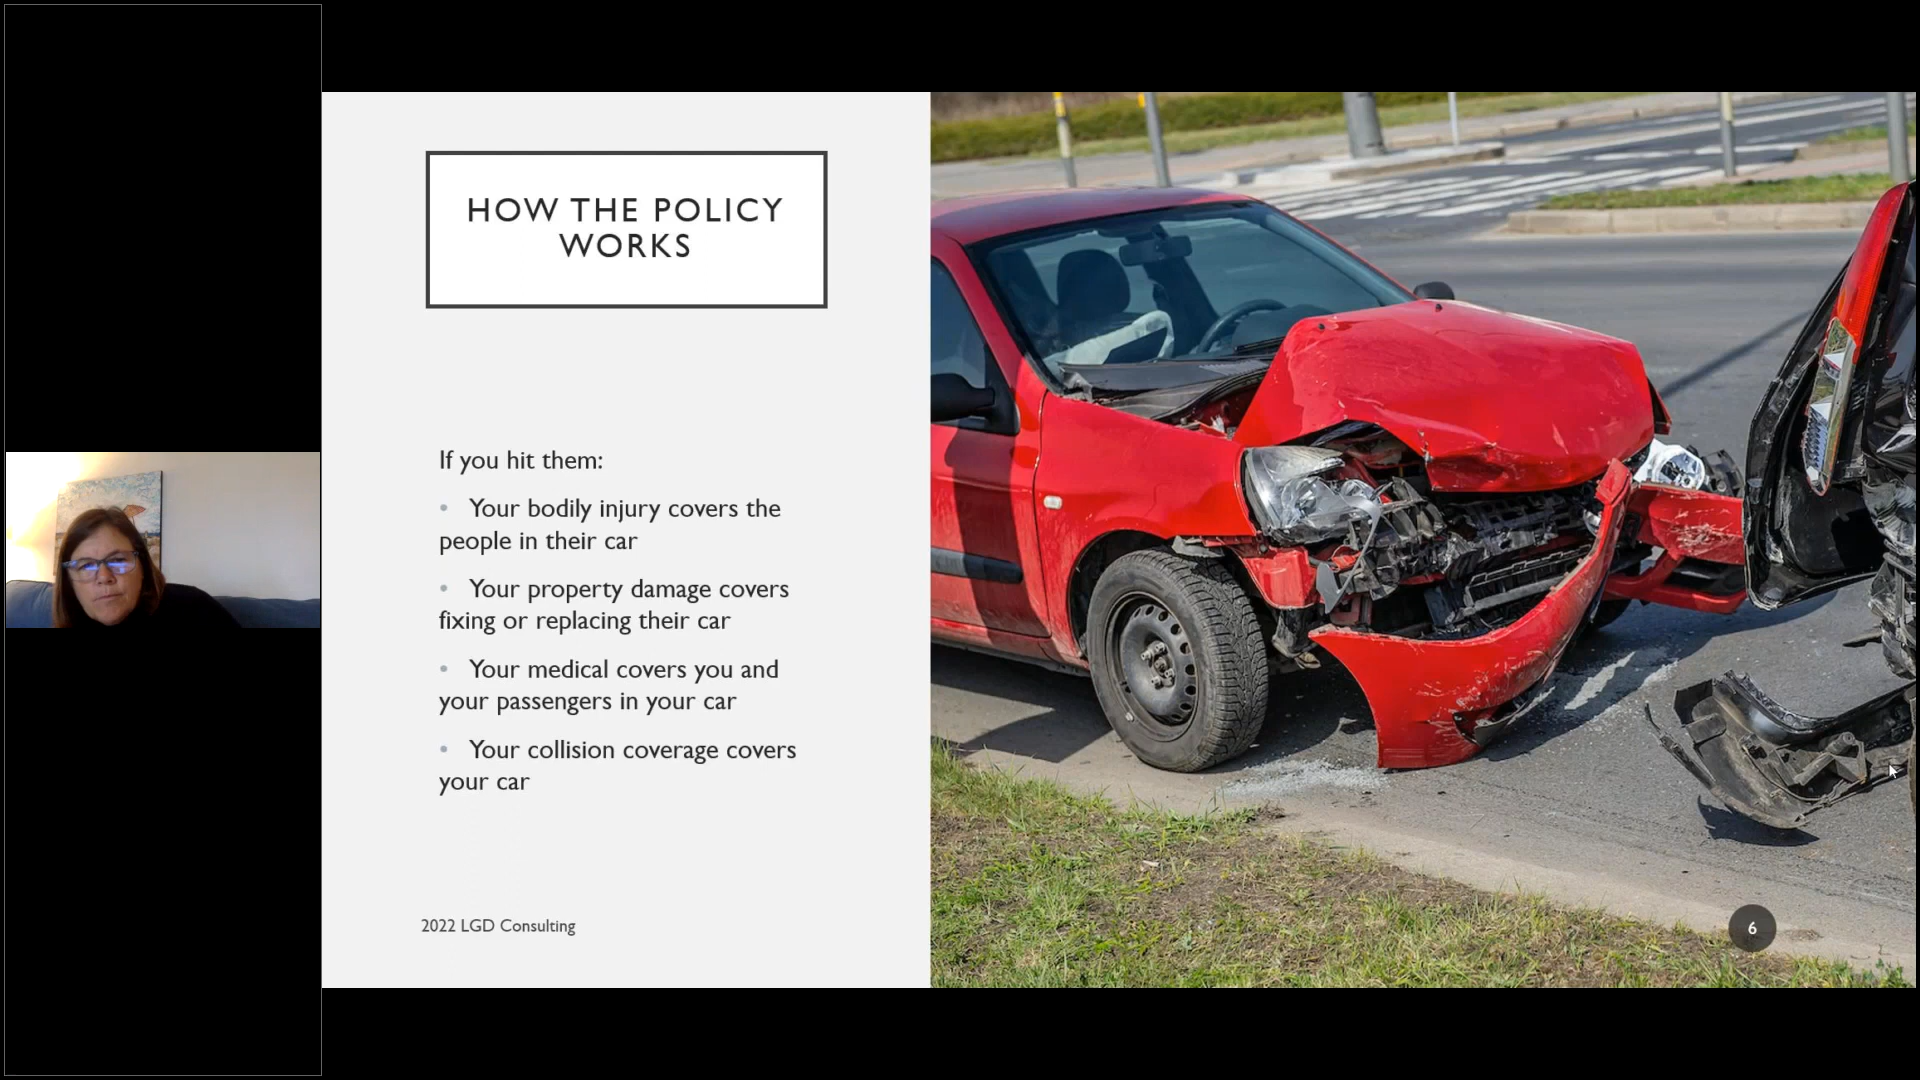 HOW THE POLICY
WORKS
If you hit them:
• Your bodily injury covers the
people in their car
• Your property damage covers
fixing or replacing their car
• Your medical covers you and
your passengers in your car
• Your collision coverage covers
your car
2022 LGD Consulting
6